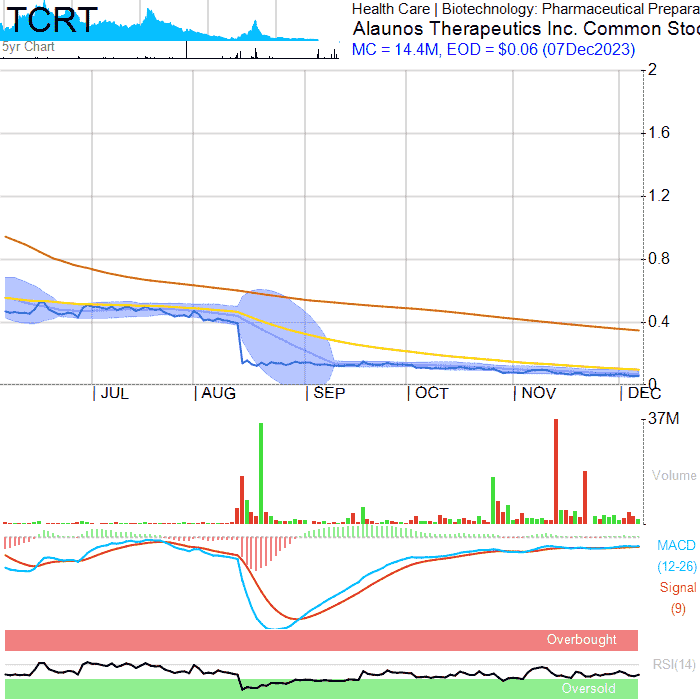 TCRT
5yr Chart
Health Care | Biotechnology: Pharmaceutical Prepara
Alaunos Therapeutics Inc. Common Stoc
MC = 14.4M, EOD = $0.06 (07Dec2023)
2
1.6
1.2
0.8
0.4
0
JUL AUG SEP OCT NOV DEC
37M
Volume
MACD
(12-26)
Signal
(9)
Overbought
RSI(14)
Oversold